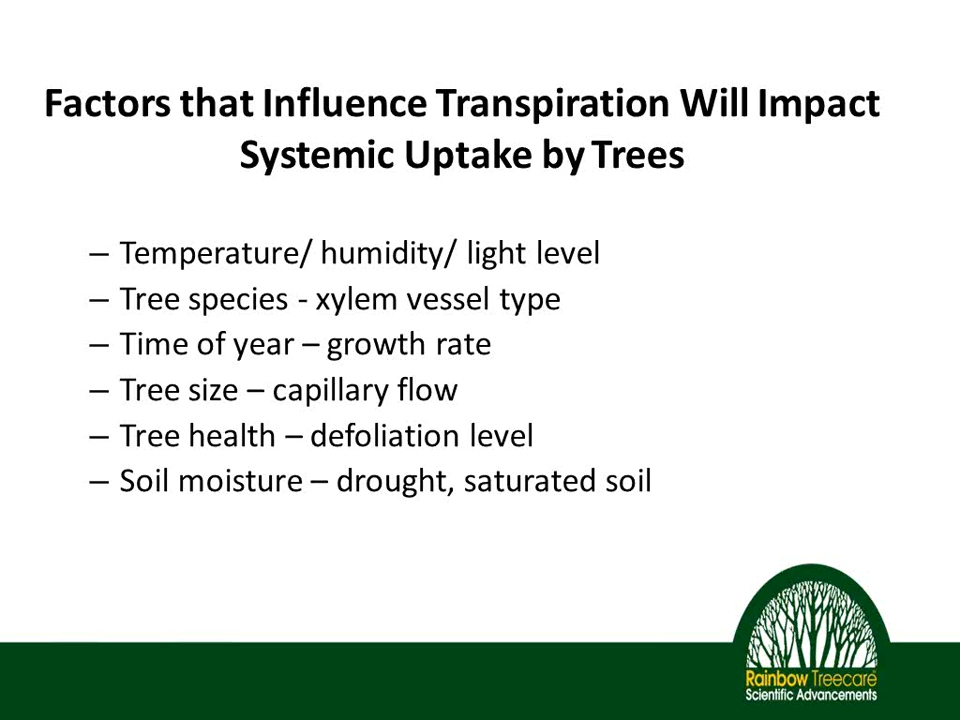 Factors that Influence Transpiration Will Impact
Systemic Uptake by Trees
– Temperature/ humidity/ light level
– Tree species - xylem vessel type
– Time of year – growth rate
– Tree size – capillary flow
– Tree health – defoliation level
– Soil moisture – drought, saturated soil
Rainbow Treecare
Scientific Advancements